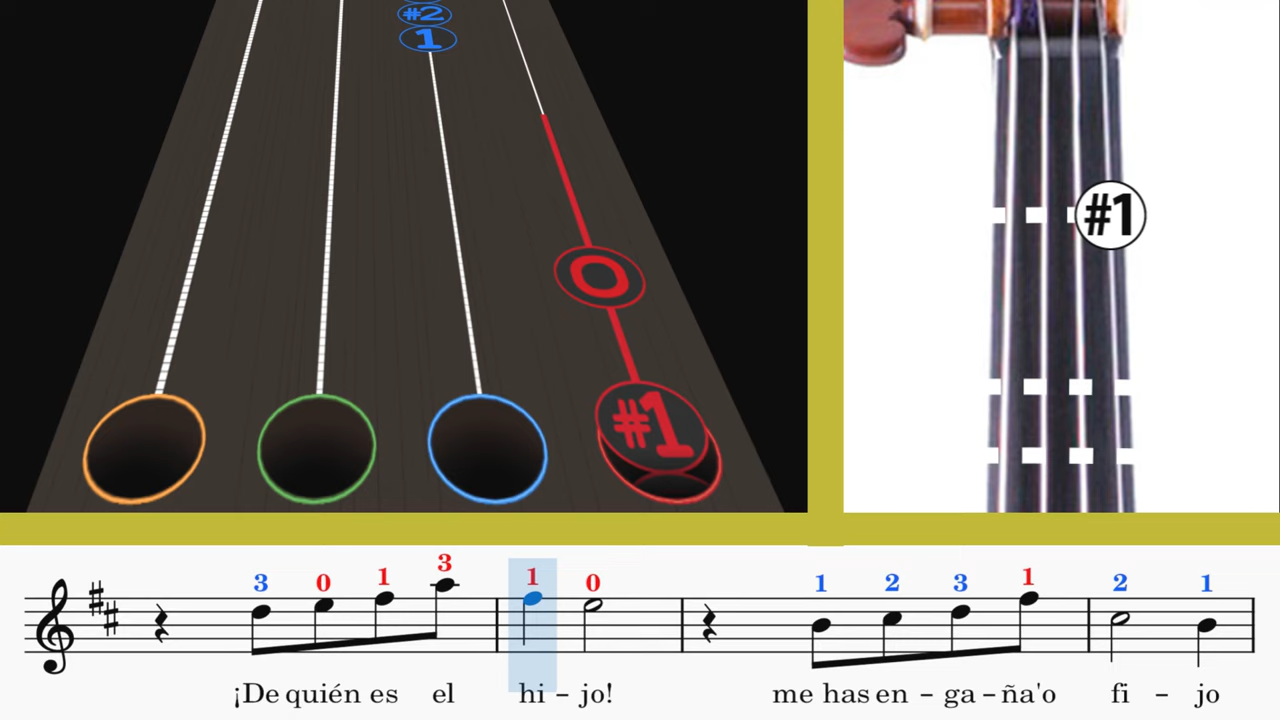 #2
1
0
#1
#1
3 0 1 3 1 0 1 2 3 1 2 1
¡De quién es el hi - jo! me has en - ga - ña'o fi - jo